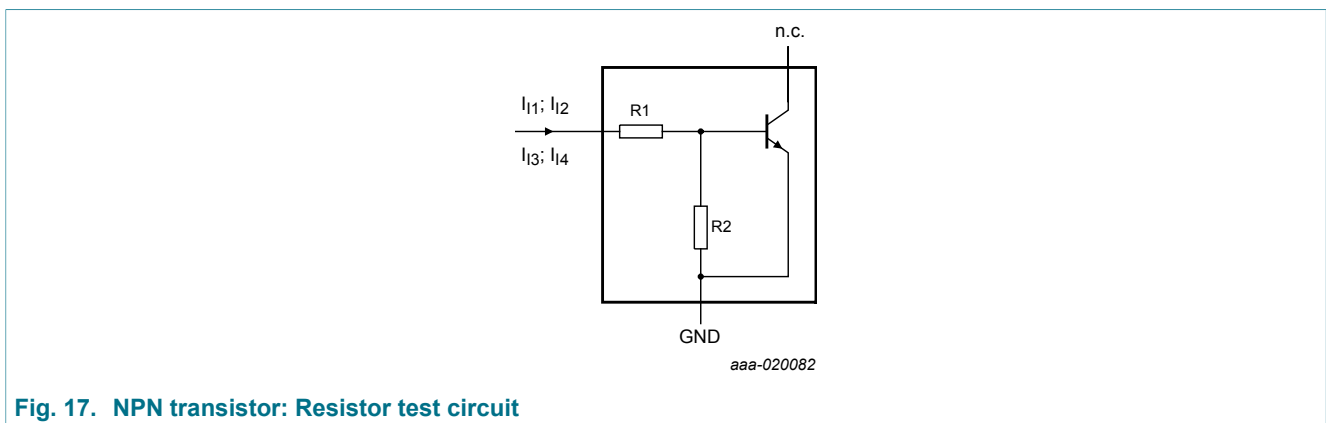 n.c.
I_I1; I_I2
R1
I_I3; I_I4
R2
GND
aaa-020082
Fig. 17. NPN transistor: Resistor test circuit